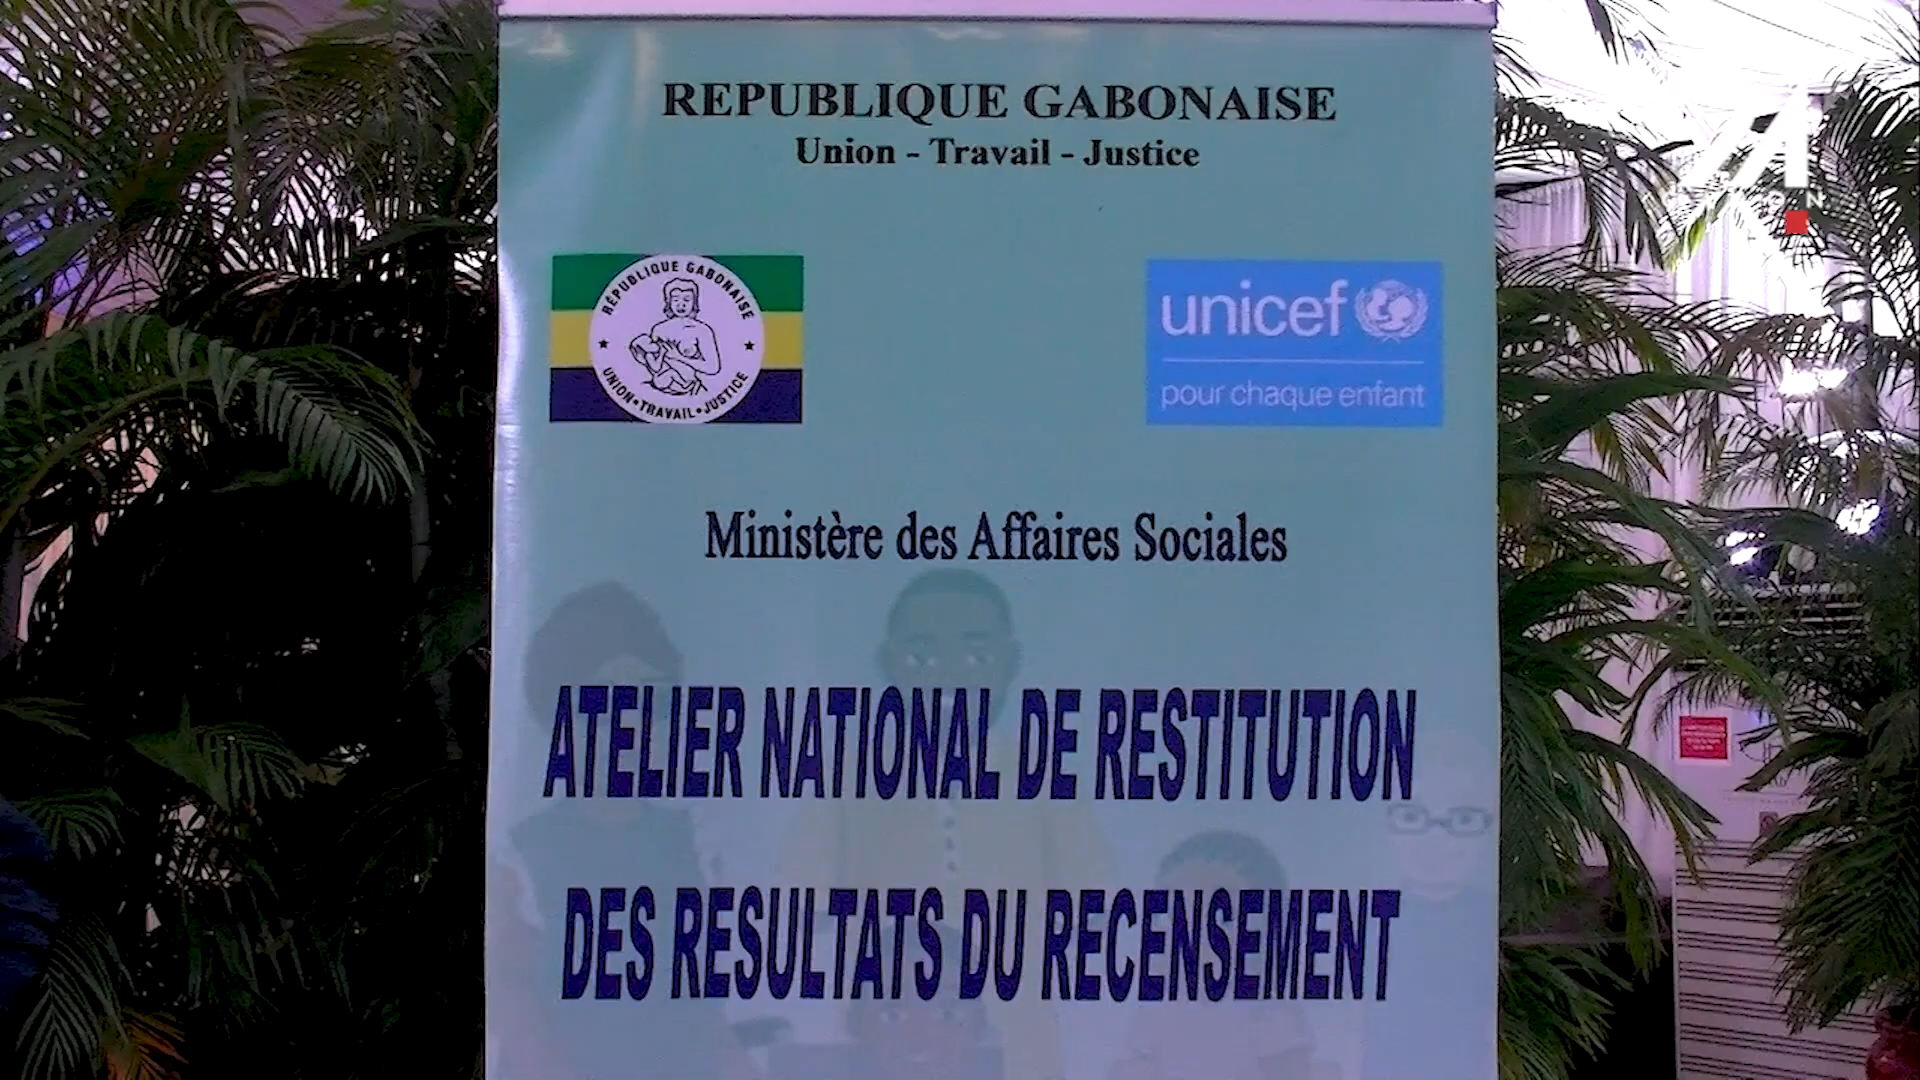 REPUBLIQUE GABONAISE
Union - Travail - Justice
RÉPUBLIQUE GABONAISE
UNION•TRAVAIL•JUSTICE
unicef
pour chaque enfant
Ministère des Affaires Sociales
ATELIER NATIONAL DE RESTITUTION
DES RESULTATS DU RECENSEMENT